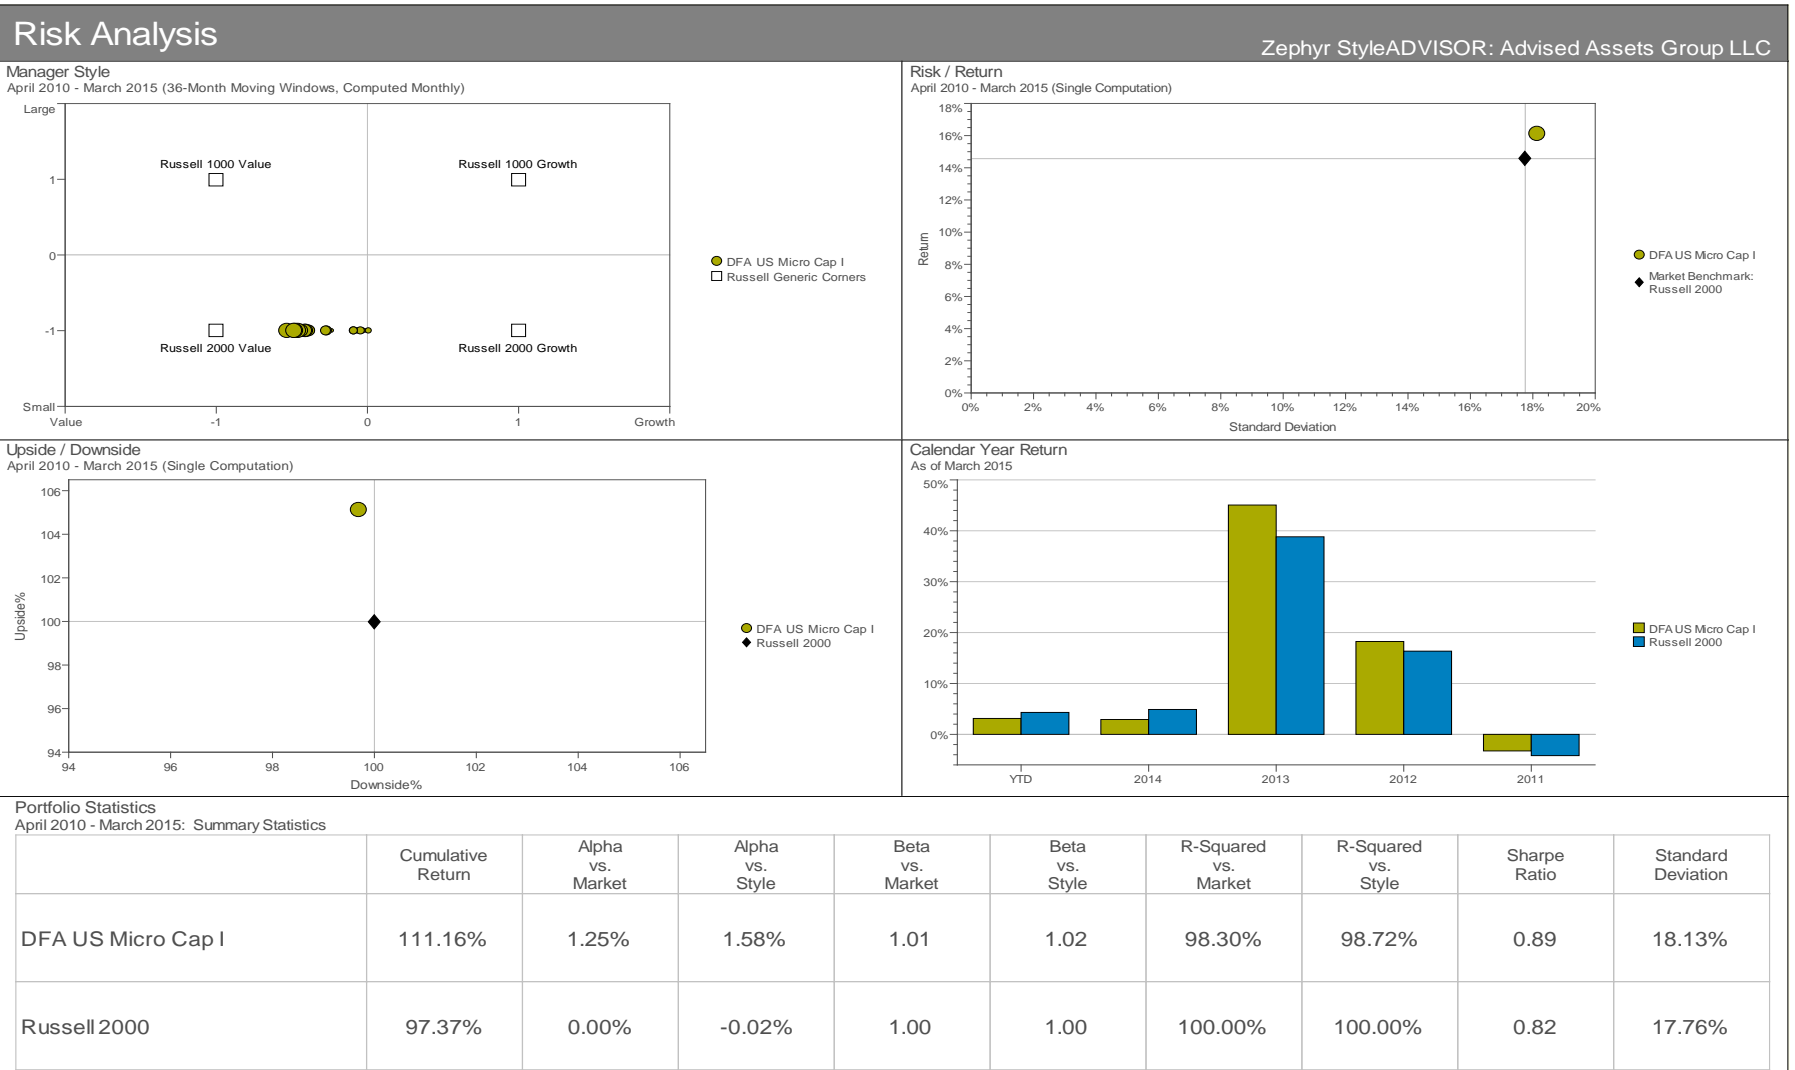 Risk Analysis
Zephyr StyleADVISOR: Advised Assets Group LLC
Manager Style
April 2010 - March 2015 (36-Month Moving Windows, Computed Monthly)
Large
1
0
-1
Small
Value
-1
0
1
Growth
Russell 1000 Value
Russell 1000 Growth
Russell 2000 Value
Russell 2000 Growth
DFA US Micro Cap I
Russell Generic Corners
Risk / Return
April 2010 - March 2015 (Single Computation)
Return
18%
16%
14%
12%
10%
8%
6%
4%
2%
0%
0%
2%
4%
6%
8%
10%
12%
14%
16%
18%
20%
Standard Deviation
DFA US Micro Cap I
Market Benchmark:
Russell 2000
Upside / Downside
April 2010 - March 2015 (Single Computation)
Upside%
106
104
102
100
98
96
94
94
96
98
100
102
104
106
Downside%
DFA US Micro Cap I
Russell 2000
Calendar Year Return
As of March 2015
50%
40%
30%
20%
10%
0%
YTD
2014
2013
2012
2011
DFA US Micro Cap I
Russell 2000
Portfolio Statistics
April 2010 - March 2015: Summary Statistics
Cumulative
Return
Alpha
vs.
Market
Alpha
vs.
Style
Beta
vs.
Market
Beta
vs.
Style
R-Squared
vs.
Market
R-Squared
vs.
Style
Sharpe
Ratio
Standard
Deviation
DFA US Micro Cap I 111.16% 1.25% 1.58% 1.01 1.02 98.30% 98.72% 0.89 18.13%
Russell 2000 97.37% 0.00% -0.02% 1.00 1.00 100.00% 100.00% 0.82 17.76%